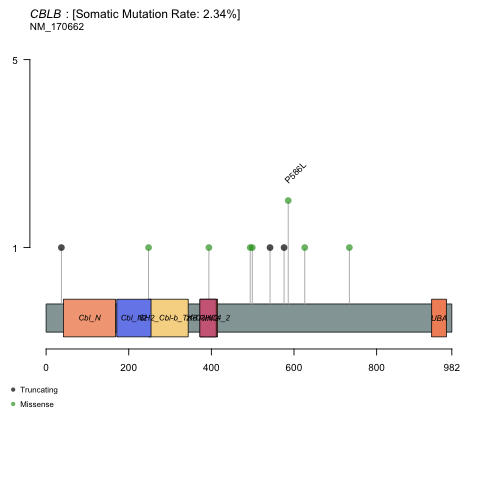 CBLB : [Somatic Mutation Rate: 2.34%]
NM_170662
5
P586L
1
Cbl_N
UBA
0 200 400 600 800 982
Truncating
Missense